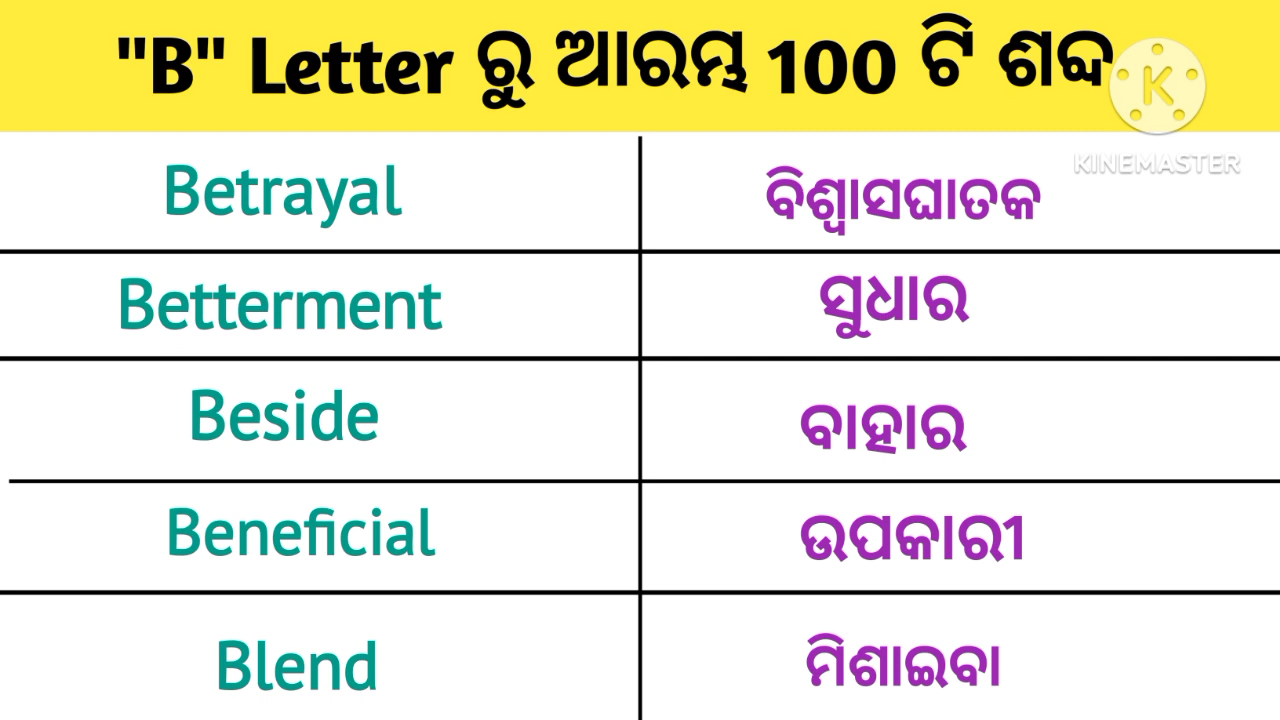 "B" Letter ରୁ ଆରମ୍ଭ 100 ଟି ଶବ୍ଦ
K
KINEMASTER
Betrayal ବିଶ୍ୱାସଘାତକ
Betterment ସୁଧାର
Beside ବାହାର
Beneficial ଉପକାରୀ
Blend ମିଶାଇବା